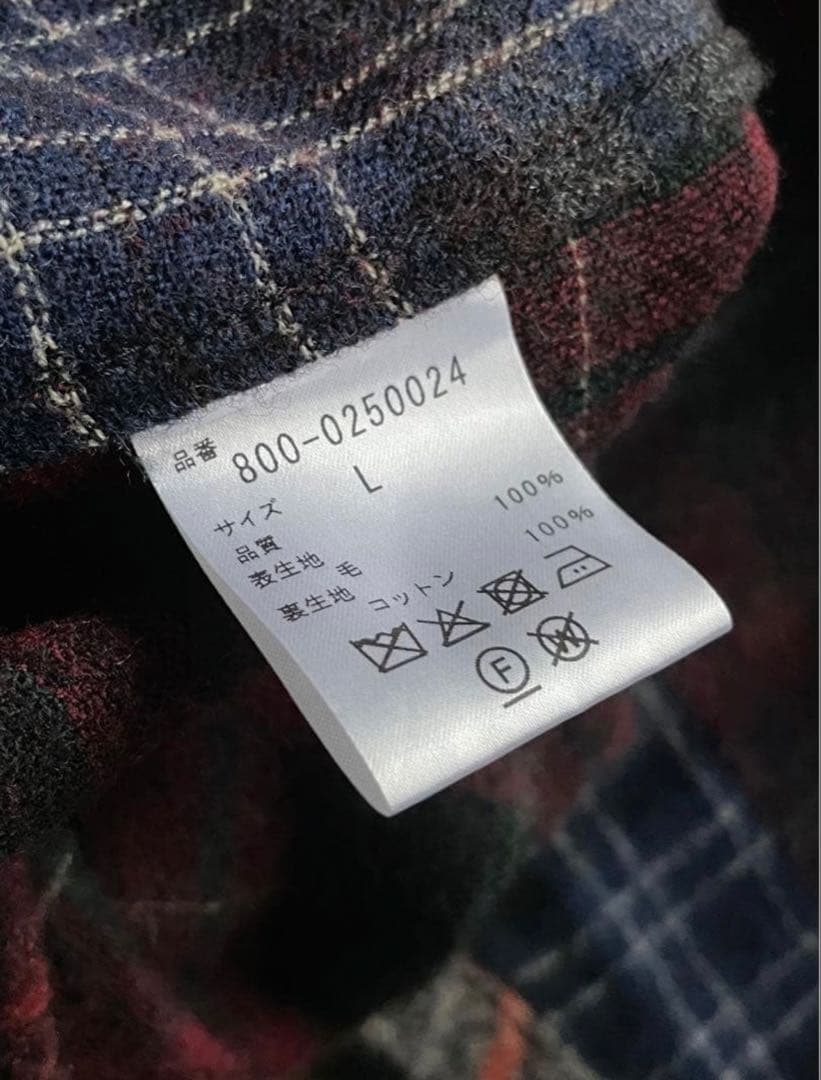 品番 800-0250024
サイズ L
品質
表生地 毛 100%
裏生地 コットン 100%
F W